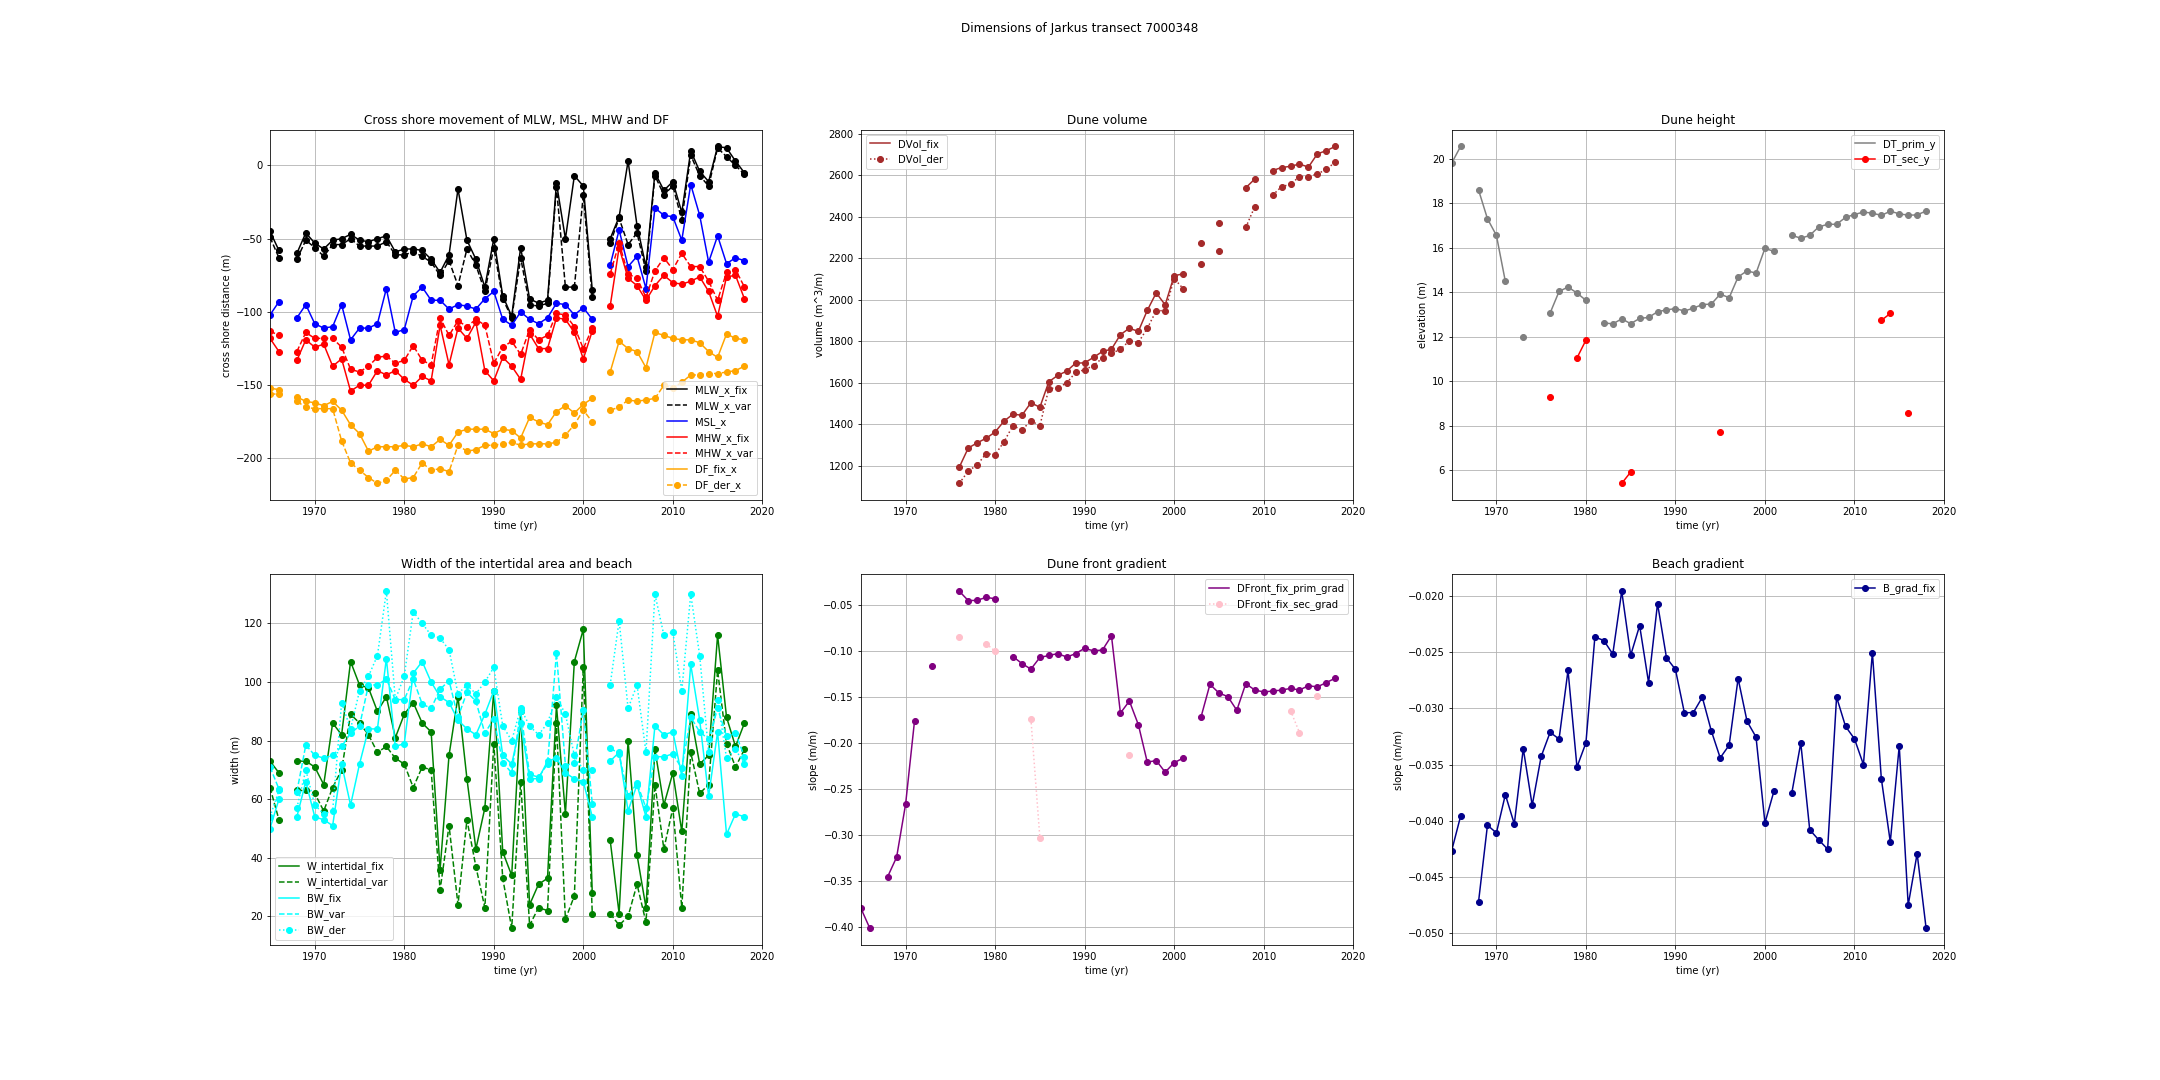 Dimensions of Jarkus transect 7000348
Cross shore movement of MLW, MSL, MHW and DF
cross shore distance (m)
0
−50
−100
−150
−200
1970 1980 1990 2000 2010 2020
time (yr)
MLW_x_fix
MLW_x_var
MSL_x
MHW_x_fix
MHW_x_var
DF_fix_x
DF_der_x
Dune volume
volume (m^3/m)
2800
2600
2400
2200
2000
1800
1600
1400
1200
1970 1980 1990 2000 2010 2020
time (yr)
DVol_fix
DVol_der
Dune height
elevation (m)
20
18
16
14
12
10
8
6
1970 1980 1990 2000 2010 2020
time (yr)
DT_prim_y
DT_sec_y
Width of the intertidal area and beach
width (m)
120
100
80
60
40
20
1970 1980 1990 2000 2010 2020
time (yr)
W_intertidal_fix
W_intertidal_var
BW_fix
BW_var
BW_der
Dune front gradient
slope (m/m)
−0.05
−0.10
−0.15
−0.20
−0.25
−0.30
−0.35
−0.40
1970 1980 1990 2000 2010 2020
time (yr)
DFront_fix_prim_grad
DFront_fix_sec_grad
Beach gradient
slope (m/m)
−0.020
−0.025
−0.030
−0.035
−0.040
−0.045
−0.050
1970 1980 1990 2000 2010 2020
time (yr)
B_grad_fix